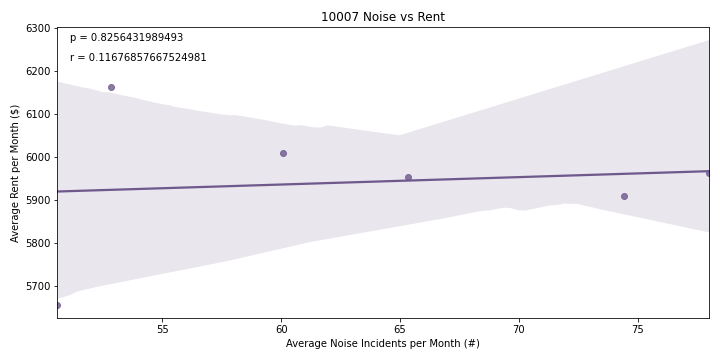 10007 Noise vs Rent
p = 0.8256431989493
r = 0.11676857667524981
6300
6200
6100
6000
5900
5800
5700
Average Rent per Month ($)
55 60 65 70 75
Average Noise Incidents per Month (#)